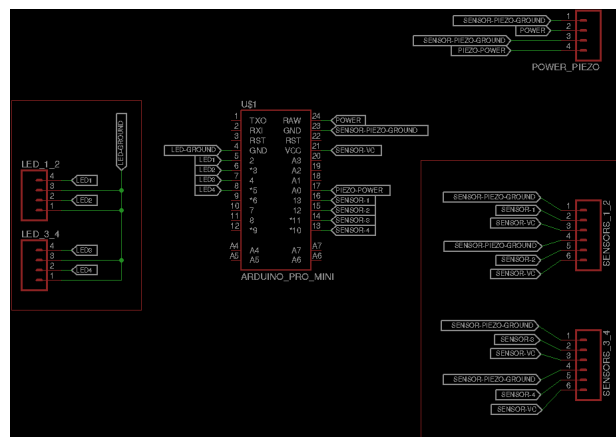 SENSOR-PIEZO-GROUND 1
POWER 2
SENSOR-PIEZO-GROUND 3
PIEZO-POWER 4
POWER_PIEZO
U$1
1 TXO RAW 24 POWER
2 RXI GND 23 SENSOR-PIEZO-GROUND
3 RST RST 22
LED-GROUND 4 GND VCC 21 SENSOR-VC
LED1 5 2 A3 20
LED2 6 *3 A2 19
LED3 7 4 A1 18
LED4 8 *5 A0 17 PIEZO-POWER
9 *6 13 16 SENSOR-1
10 7 12 15 SENSOR-2
11 8 *11 14 SENSOR-3
12 *9 *10 13 SENSOR-4
A4 A4 A7 A7
A5 A5 A6 A6
ARDUINO_PRO_MINI
LED-GROUND
LED_1_2
4 LED1
3
2 LED2
1
LED_3_4
4 LED3
3
2 LED4
1
SENSOR-PIEZO-GROUND 1
SENSOR-1 2
SENSOR-VC 3
SENSOR-PIEZO-GROUND 4
SENSOR-2 5
SENSOR-VC 6
SENSORS_1_2
SENSOR-PIEZO-GROUND 1
SENSOR-3 2
SENSOR-VC 3
SENSOR-PIEZO-GROUND 4
SENSOR-4 5
SENSOR-VC 6
SENSORS_3_4